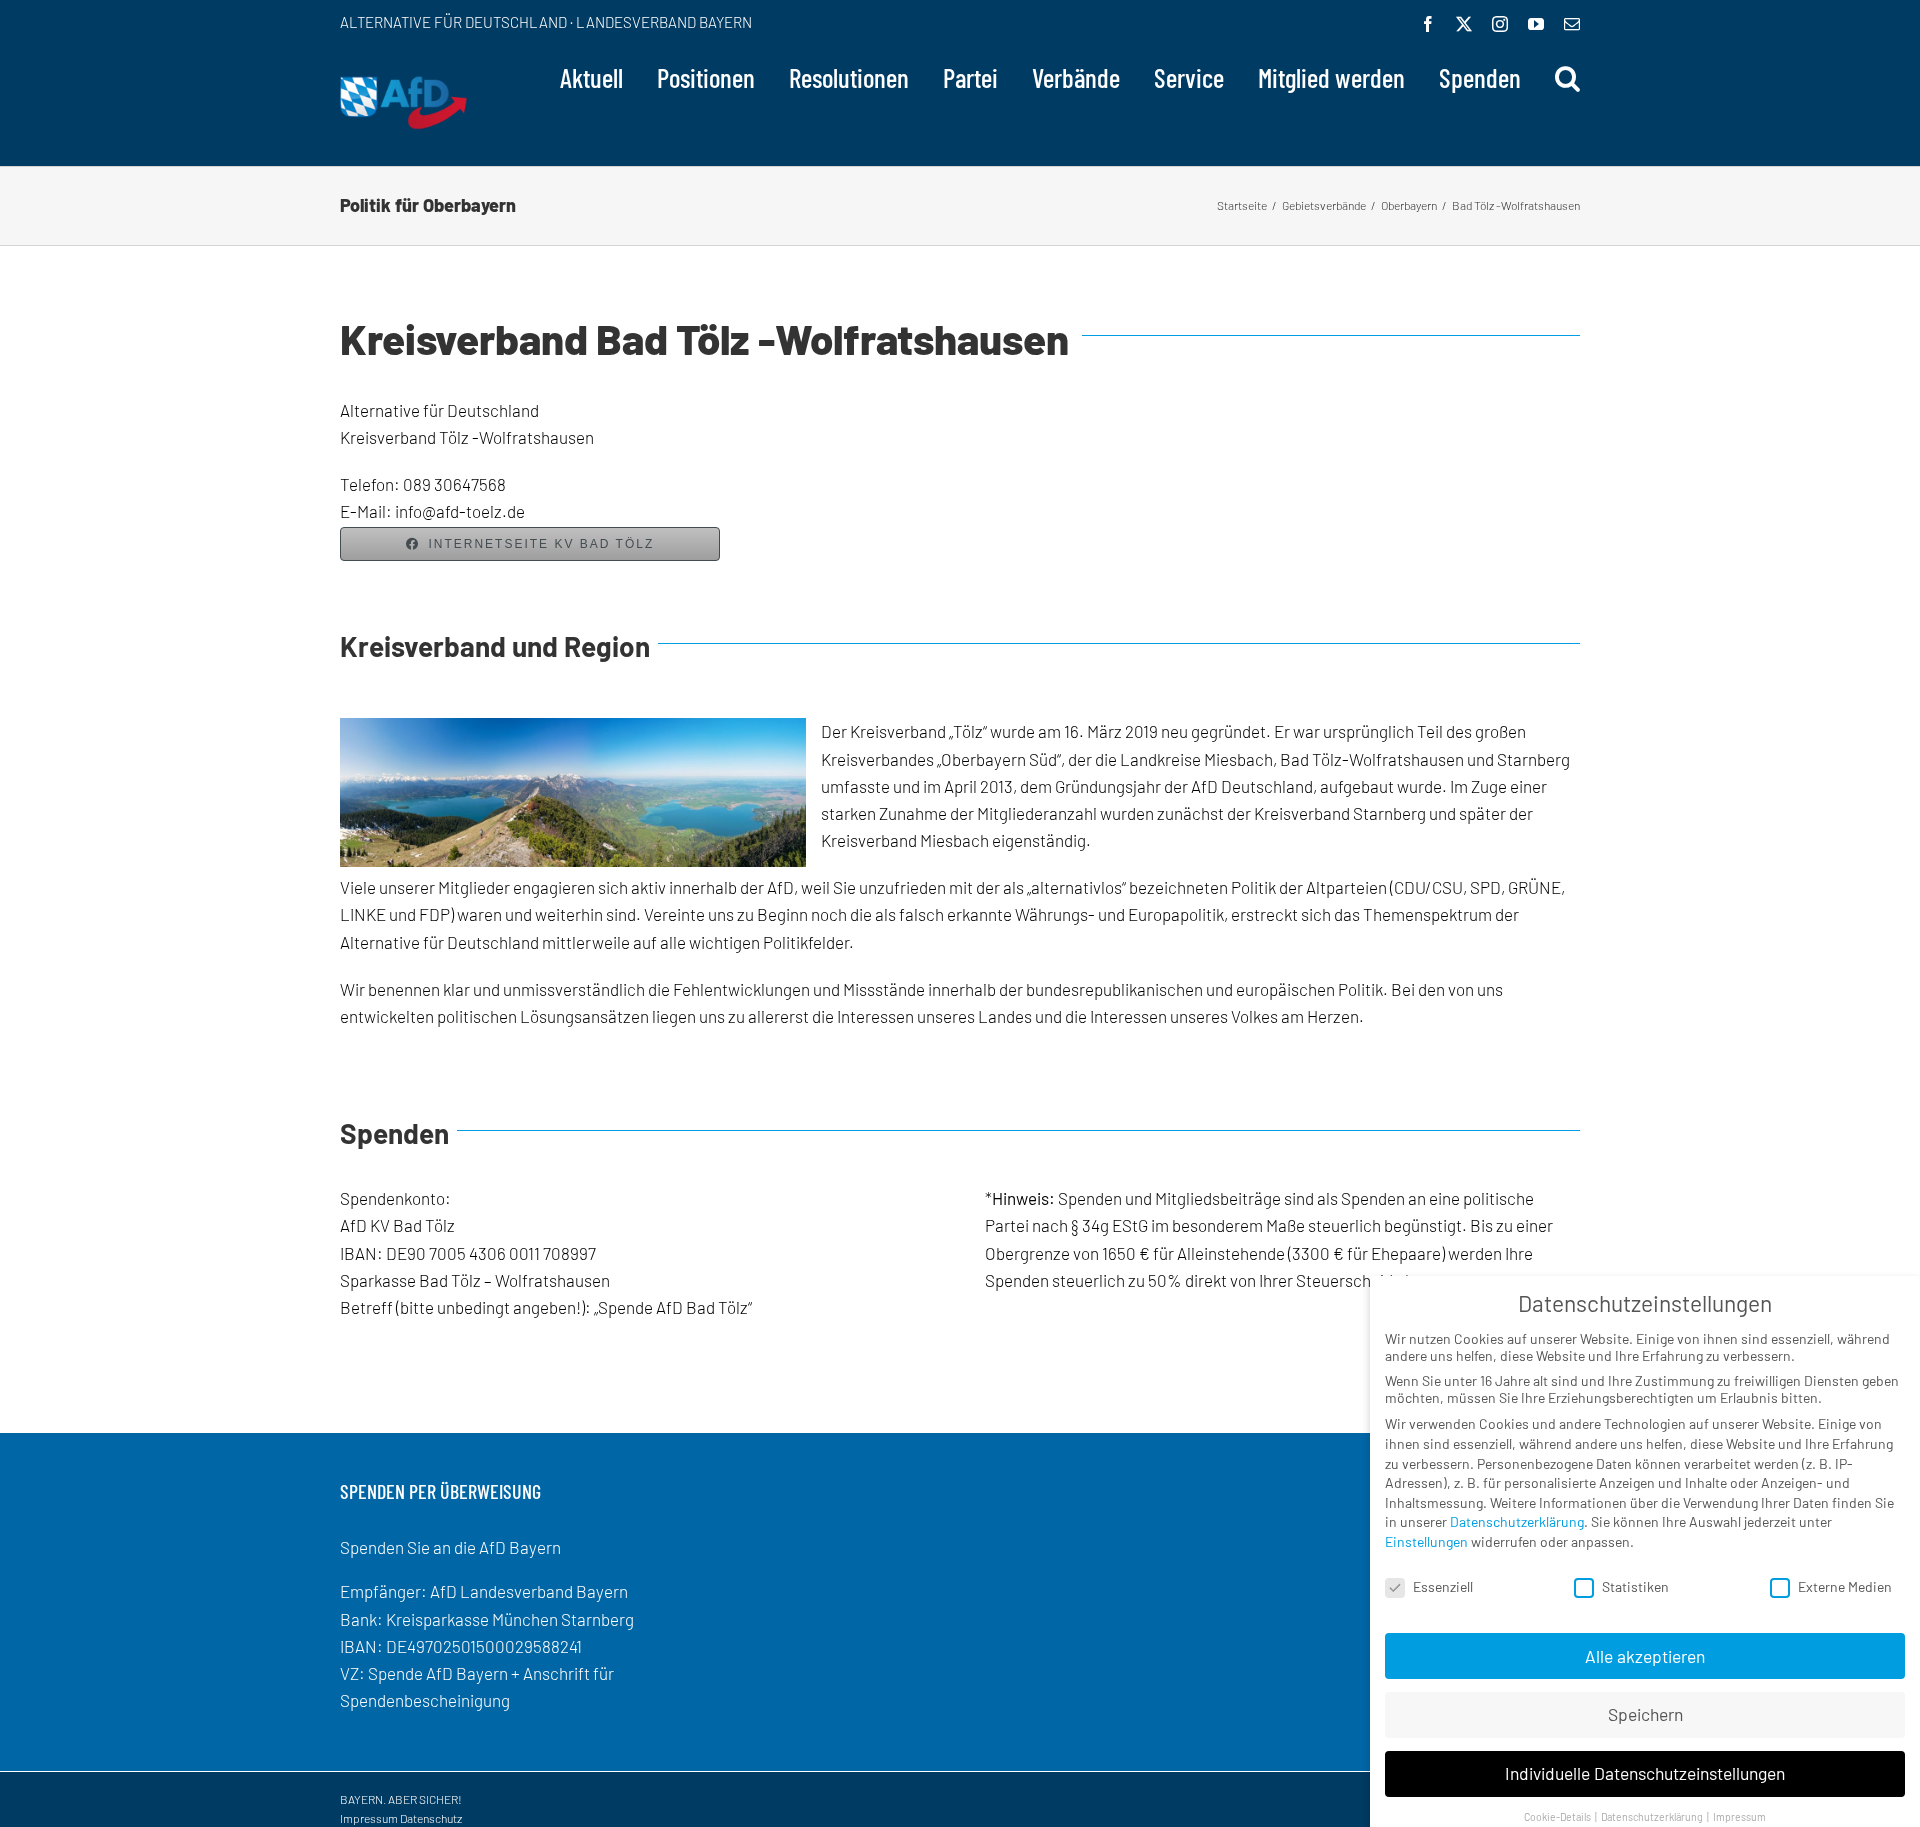 ALTERNATIVE FÜR DEUTSCHLAND · LANDESVERBAND BAYERN
AfD
Aktuell Positionen Resolutionen Partei Verbände Service Mitglied werden Spenden
Politik für Oberbayern
Startseite / Gebietsverbände / Oberbayern / Bad Tölz -Wolfratshausen
Kreisverband Bad Tölz -Wolfratshausen
Alternative für Deutschland
Kreisverband Tölz -Wolfratshausen
Telefon: 089 30647568
E-Mail: info@afd-toelz.de
INTERNETSEITE KV BAD TÖLZ
Kreisverband und Region
Der Kreisverband „Tölz“ wurde am 16. März 2019 neu gegründet. Er war ursprünglich Teil des großen
Kreisverbandes „Oberbayern Süd“, der die Landkreise Miesbach, Bad Tölz-Wolfratshausen und Starnberg
umfasste und im April 2013, dem Gründungsjahr der AfD Deutschland, aufgebaut wurde. Im Zuge einer
starken Zunahme der Mitgliederanzahl wurden zunächst der Kreisverband Starnberg und später der
Kreisverband Miesbach eigenständig.
Viele unserer Mitglieder engagieren sich aktiv innerhalb der AfD, weil Sie unzufrieden mit der als „alternativlos“ bezeichneten Politik der Altparteien (CDU/CSU, SPD, GRÜNE,
LINKE und FDP) waren und weiterhin sind. Vereinte uns zu Beginn noch die als falsch erkannte Währungs- und Europapolitik, erstreckt sich das Themenspektrum der
Alternative für Deutschland mittlerweile auf alle wichtigen Politikfelder.
Wir benennen klar und unmissverständlich die Fehlentwicklungen und Missstände innerhalb der bundesrepublikanischen und europäischen Politik. Bei den von uns
entwickelten politischen Lösungsansätzen liegen uns zu allererst die Interessen unseres Landes und die Interessen unseres Volkes am Herzen.
Spenden
Spendenkonto:
AfD KV Bad Tölz
IBAN: DE90 7005 4306 0011 708997
Sparkasse Bad Tölz – Wolfratshausen
Betreff (bitte unbedingt angeben!): „Spende AfD Bad Tölz“
*Hinweis: Spenden und Mitgliedsbeiträge sind als Spenden an eine politische
Partei nach § 34g EStG im besonderem Maße steuerlich begünstigt. Bis zu einer
Obergrenze von 1650 € für Alleinstehende (3300 € für Ehepaare) werden Ihre
Spenden steuerlich zu 50% direkt von Ihrer
Datenschutzeinstellungen
Wir nutzen Cookies auf unserer Website. Einige von ihnen sind essenziell, während
andere uns helfen, diese Website und Ihre Erfahrung zu verbessern.
Wenn Sie unter 16 Jahre alt sind und Ihre Zustimmung zu freiwilligen Diensten geben
möchten, müssen Sie Ihre Erziehungsberechtigten um Erlaubnis bitten.
Wir verwenden Cookies und andere Technologien auf unserer Website. Einige von
ihnen sind essenziell, während andere uns helfen, diese Website und Ihre Erfahrung
zu verbessern. Personenbezogene Daten können verarbeitet werden (z. B. IP-
Adressen), z. B. für personalisierte Anzeigen und Inhalte oder Anzeigen- und
Inhaltsmessung. Weitere Informationen über die Verwendung Ihrer Daten finden Sie
in unserer Datenschutzerklärung. Sie können Ihre Auswahl jederzeit unter
Einstellungen widerrufen oder anpassen.
Essenziell Statistiken Externe Medien
Alle akzeptieren
Speichern
Individuelle Datenschutzeinstellungen
Cookie-Details | Datenschutzerklärung | Impressum
SPENDEN PER ÜBERWEISUNG
Spenden Sie an die AfD Bayern
Empfänger: AfD Landesverband Bayern
Bank: Kreisparkasse München Starnberg
IBAN: DE49702501500029588241
VZ: Spende AfD Bayern + Anschrift für
Spendenbescheinigung
BAYERN. ABER SICHER!
Impressum Datenschutz